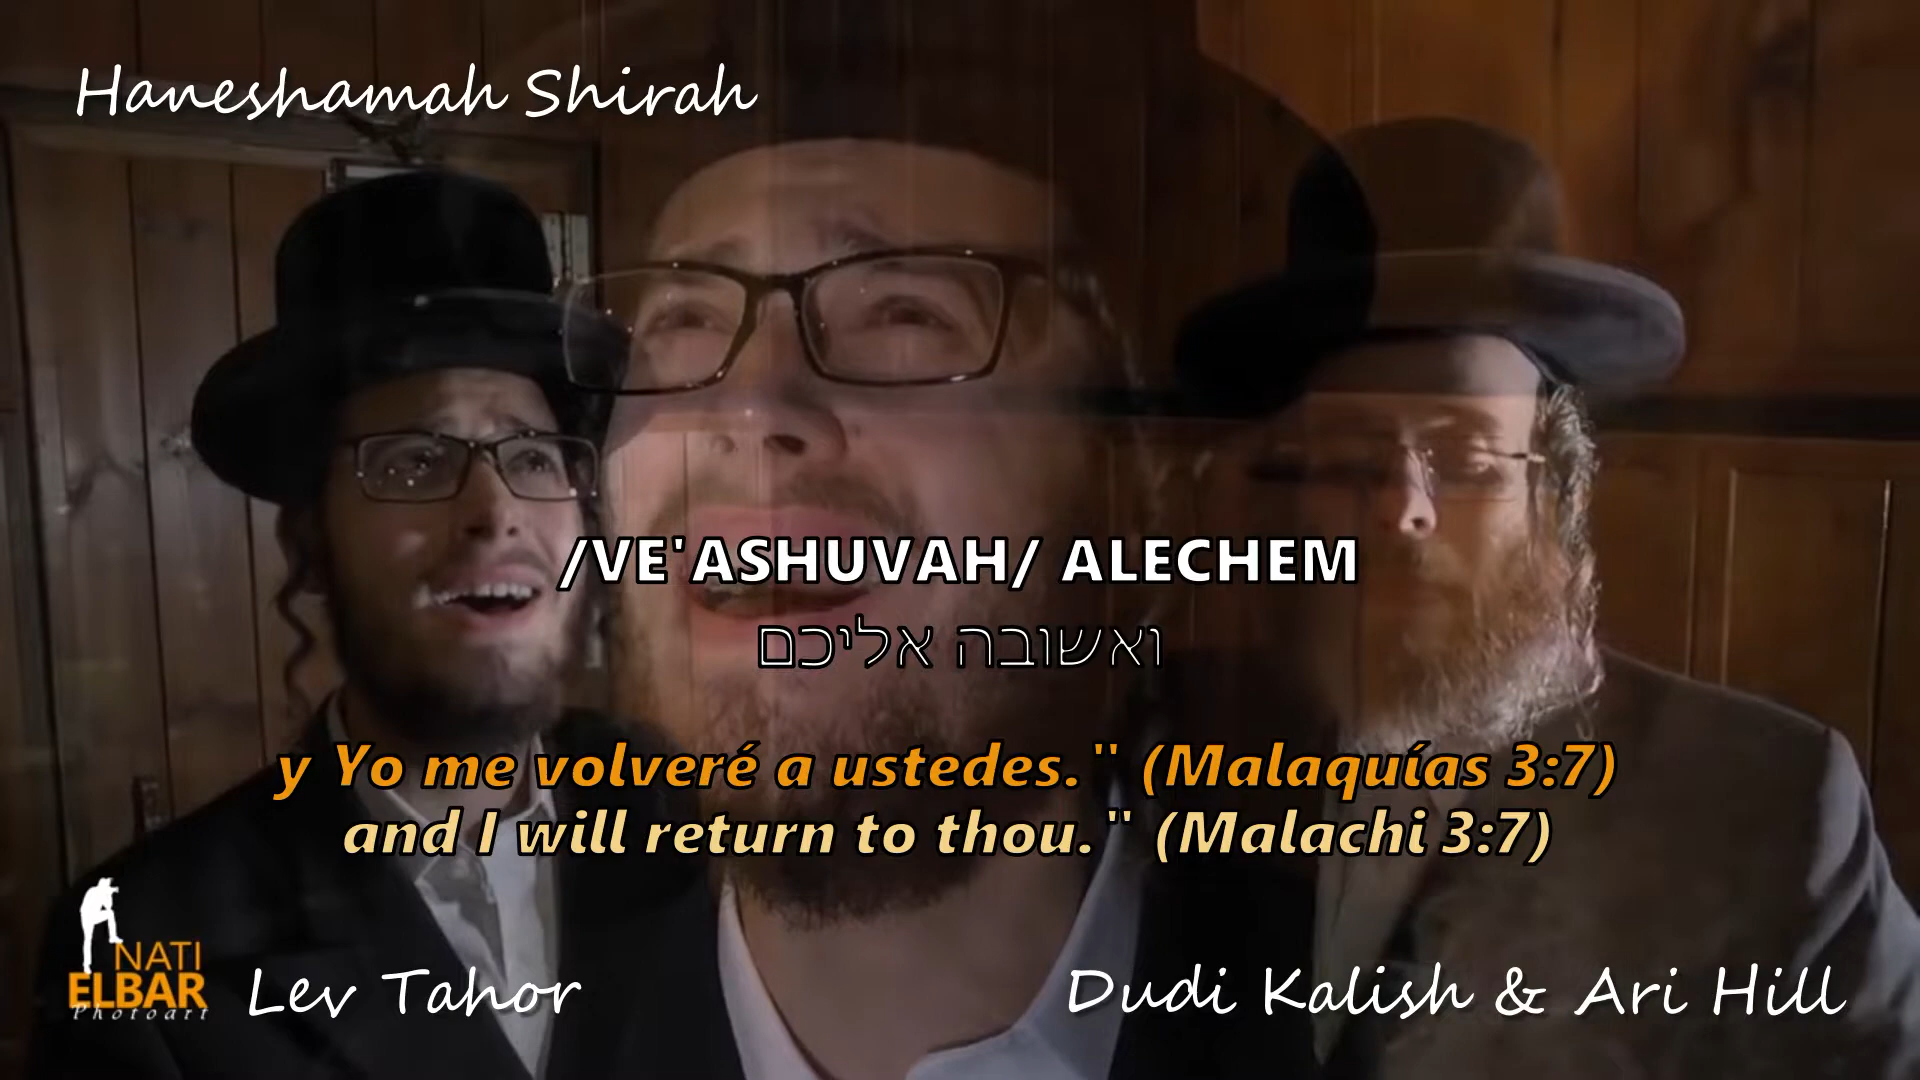 Haneshamah Shirah
/VE'ASHUVAH/ ALECHEM
ואשובה אליכם
y Yo me volveré a ustedes." (Malaquías 3:7)
and I will return to thou." (Malachi 3:7)
NATI
ELBAR
Photoart
Lev Tahor
Dudi Kalish & Ari Hill